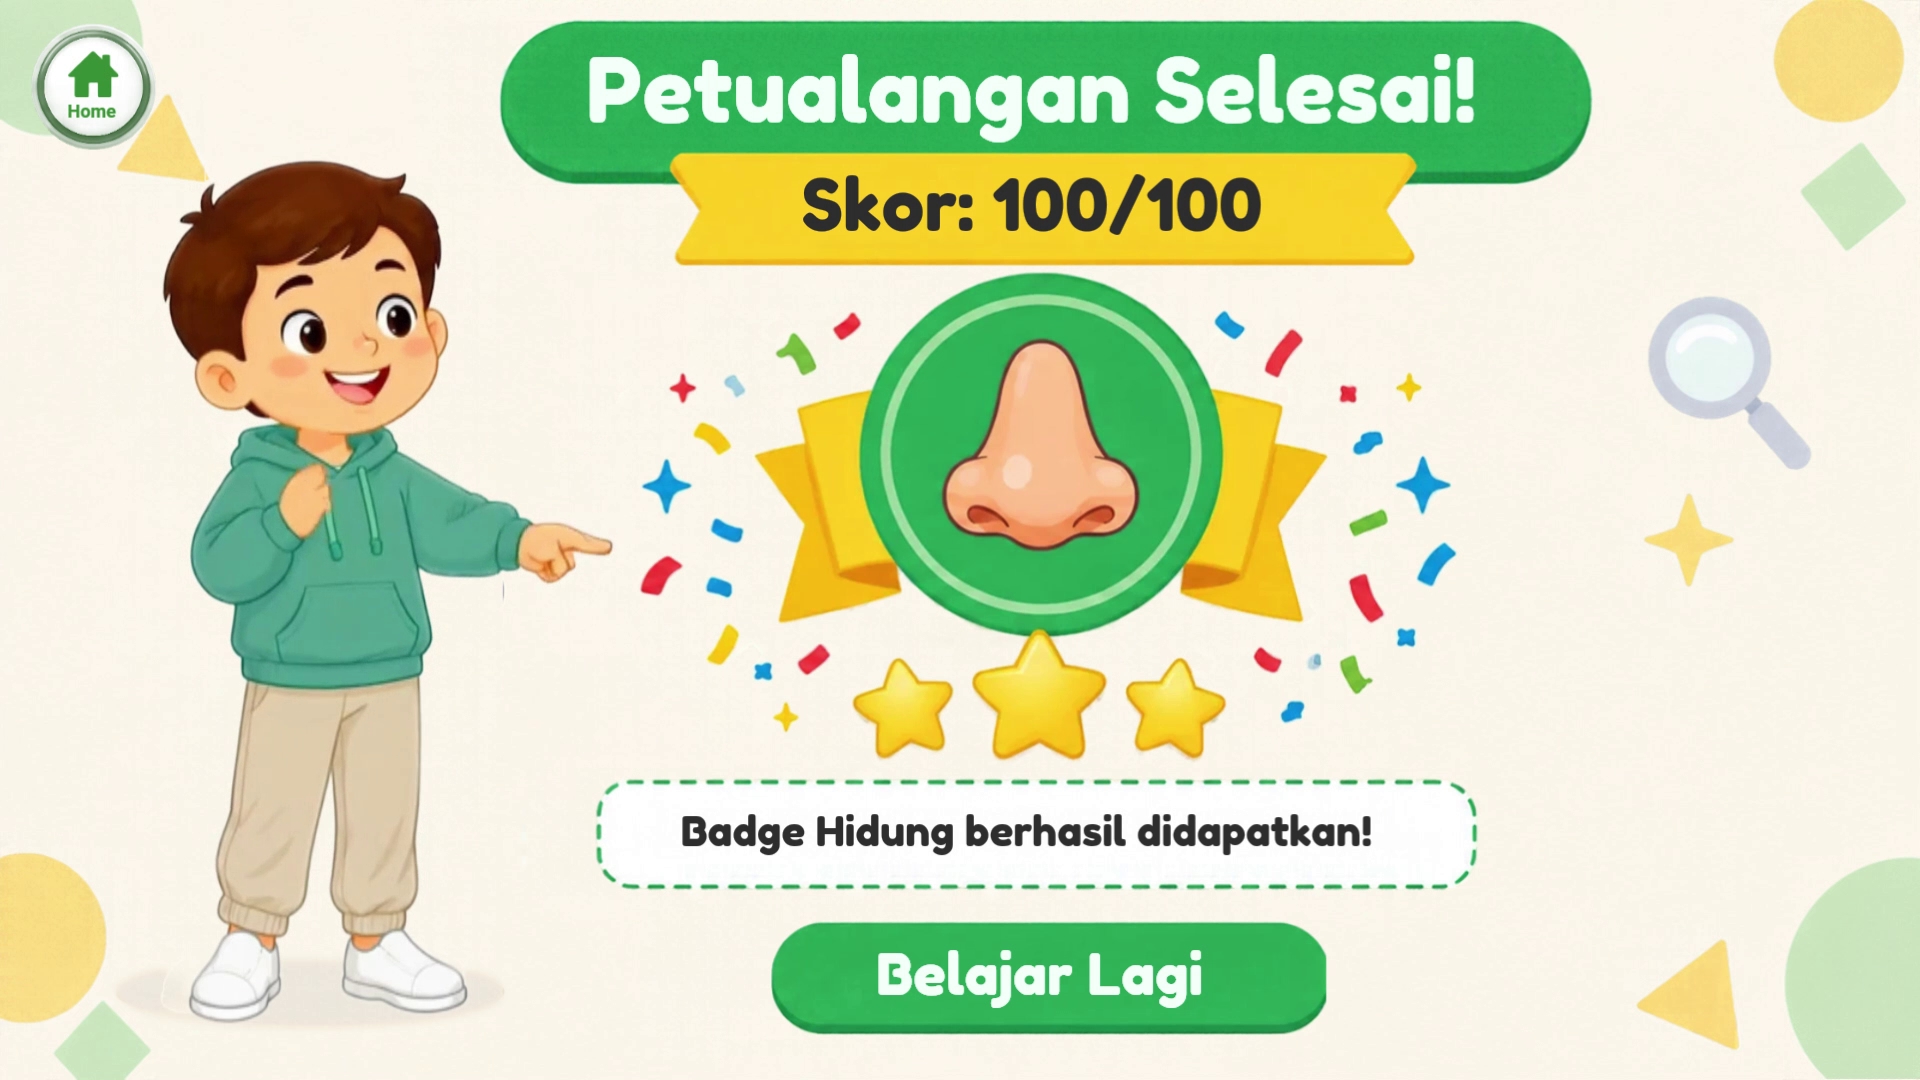 Home
Petualangan Selesai!
Skor: 100/100
Badge Hidung berhasil didapatkan!
Belajar Lagi